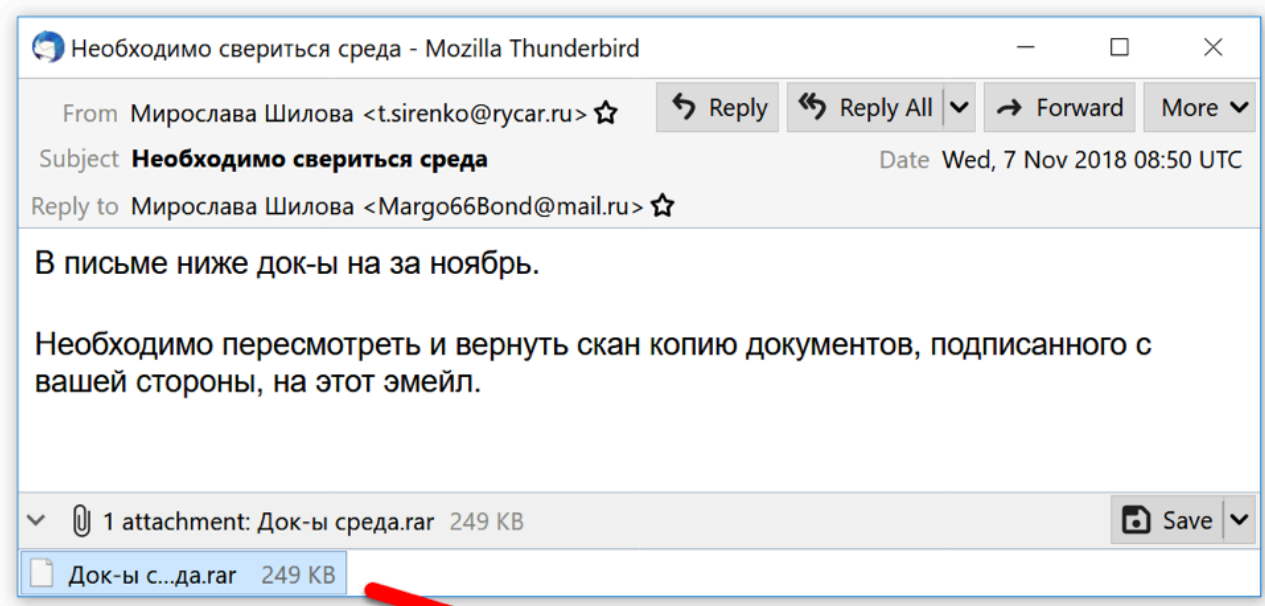 Необходимо свериться среда - Mozilla Thunderbird
From Мирослава Шилова <t.sirenko@rycar.ru> Reply Reply All Forward More
Subject Необходимо свериться среда Date Wed, 7 Nov 2018 08:50 UTC
Reply to Мирослава Шилова <Margo66Bond@mail.ru>
В письме ниже док-ы на за ноябрь.
Необходимо пересмотреть и вернуть скан копию документов, подписанного с
вашей стороны, на этот эмейл.
1 attachment: Док-ы среда.rar 249 KB Save
Док-ы с...да.rar 249 KB